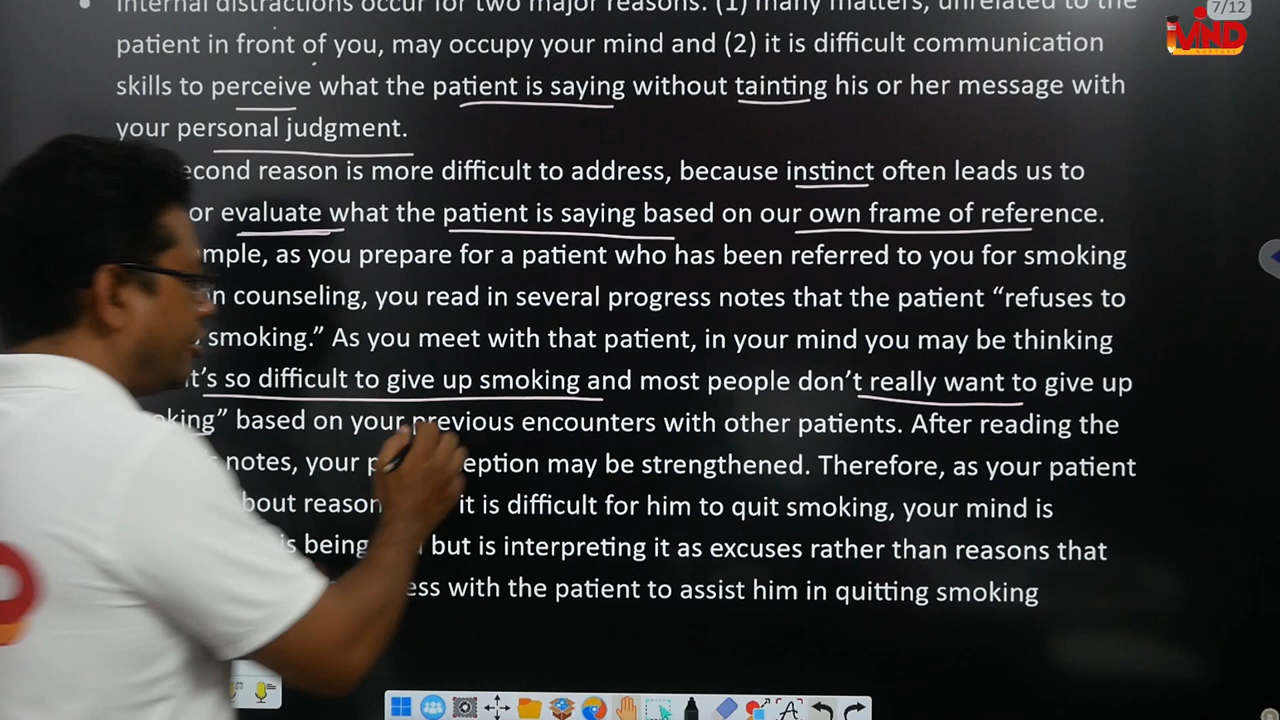 Internal distractions occur for two major reasons: (1) many matters, unrelated to the
7/12
MIND
patient in front of you, may occupy your mind and (2) it is difficult communication
skills to perceive what the patient is saying without tainting his or her message with
your personal judgment.
econd reason is more difficult to address, because instinct often leads us to
or evaluate what the patient is saying based on our own frame of reference.
mple, as you prepare for a patient who has been referred to you for smoking
n counseling, you read in several progress notes that the patient “refuses to
smoking.” As you meet with that patient, in your mind you may be thinking
t’s so difficult to give up smoking and most people don’t really want to give up
king” based on your previous encounters with other patients. After reading the
notes, your p eption may be strengthened. Therefore, as your patient
bout reason it is difficult for him to quit smoking, your mind is
is being but is interpreting it as excuses rather than reasons that
ess with the patient to assist him in quitting smoking